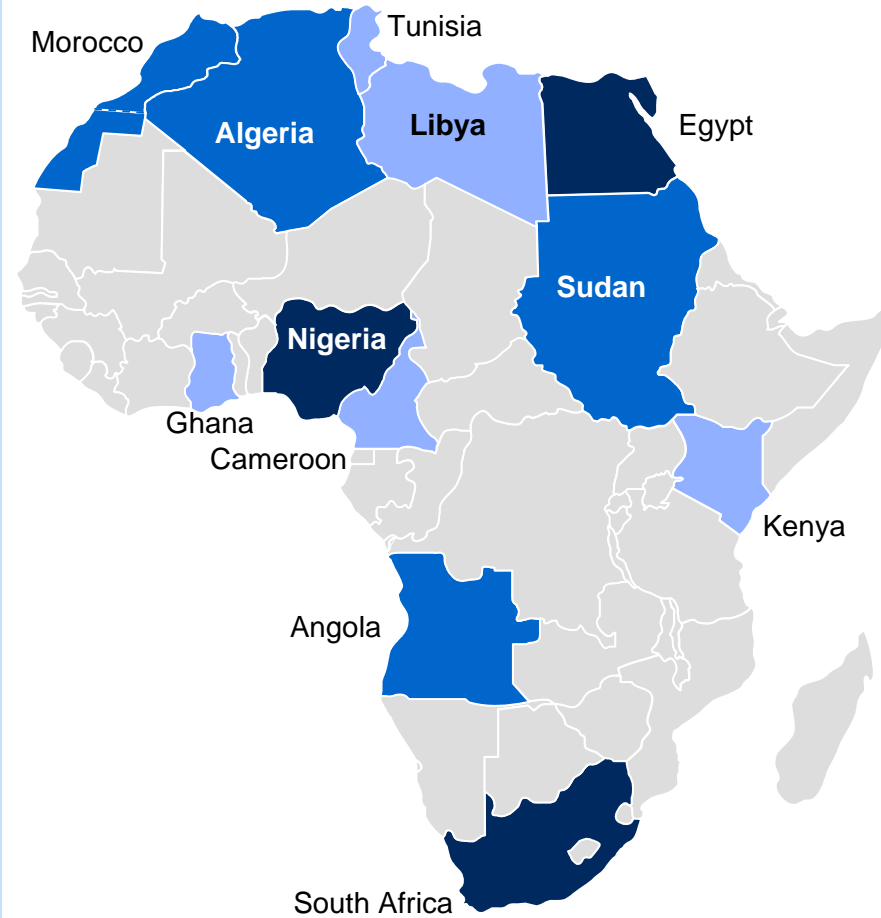 Morocco
Tunisia
Algeria
Libya
Egypt
Sudan
Nigeria
Ghana
Cameroon
Kenya
Angola
South Africa